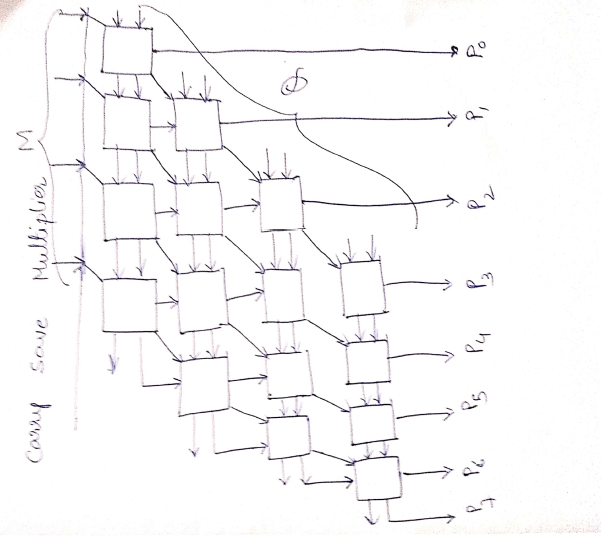 Carry save Multiplier
M
ϕ
P0
P1
P2
P3
P4
P5
P6
P7